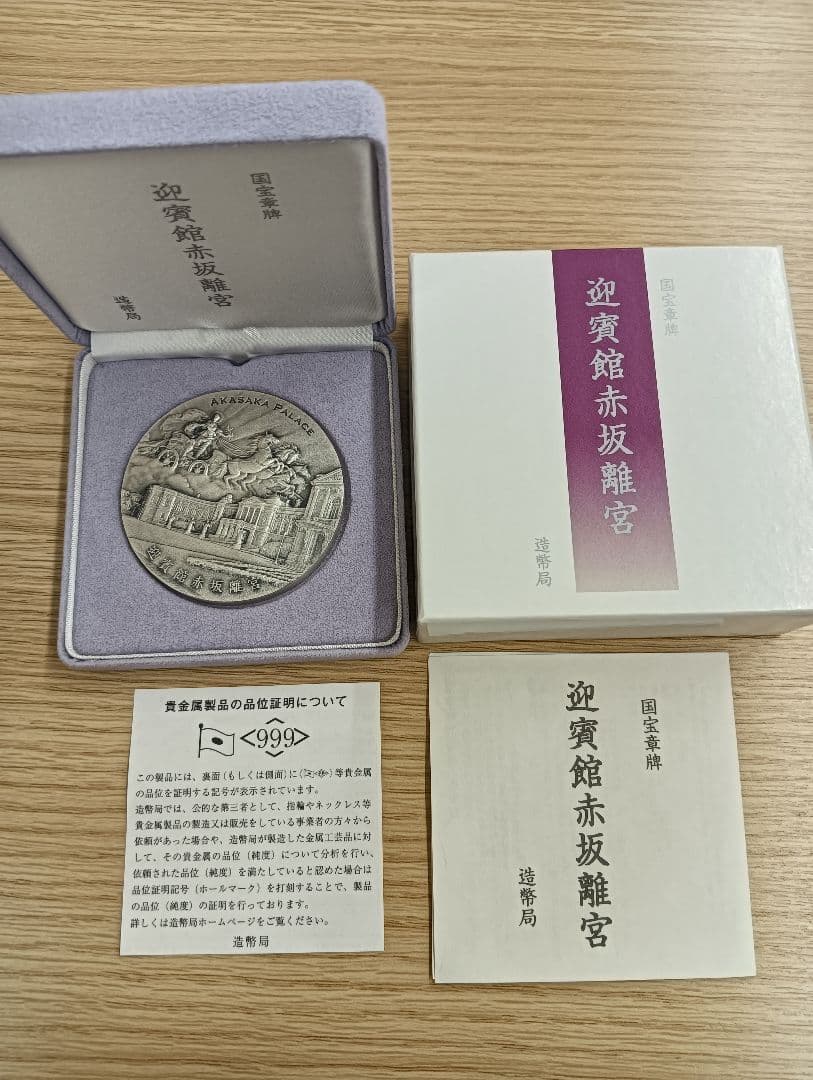 国宝章牌
迎賓館赤坂離宮
造幣局
AKASAKA PALACE
迎賓館赤坂離宮
国宝章牌
迎賓館赤坂離宮
造幣局
貴金属製品の品位証明について
<999>
この製品には、裏面(もしくは側面)に( <999>)等貴金属
の品位を証明する記号が表示されています。
造幣局では、公的な第三者として、指輪やネックレス等
貴金属製品の製造又は販売をしている事業者の方々から
依頼があった場合や、造幣局が製造した金属工芸品に対
して、その貴金属の品位(純度)について分析を行い、
依頼された品位(純度)を満たしていると認めた場合は
品位証明記号(ホールマーク)を打刻することで、製品
の品位(純度)の証明を行っております。
詳しくは造幣局ホームページをご覧ください。
造幣局
国宝章牌
迎賓館赤坂離宮
造幣局